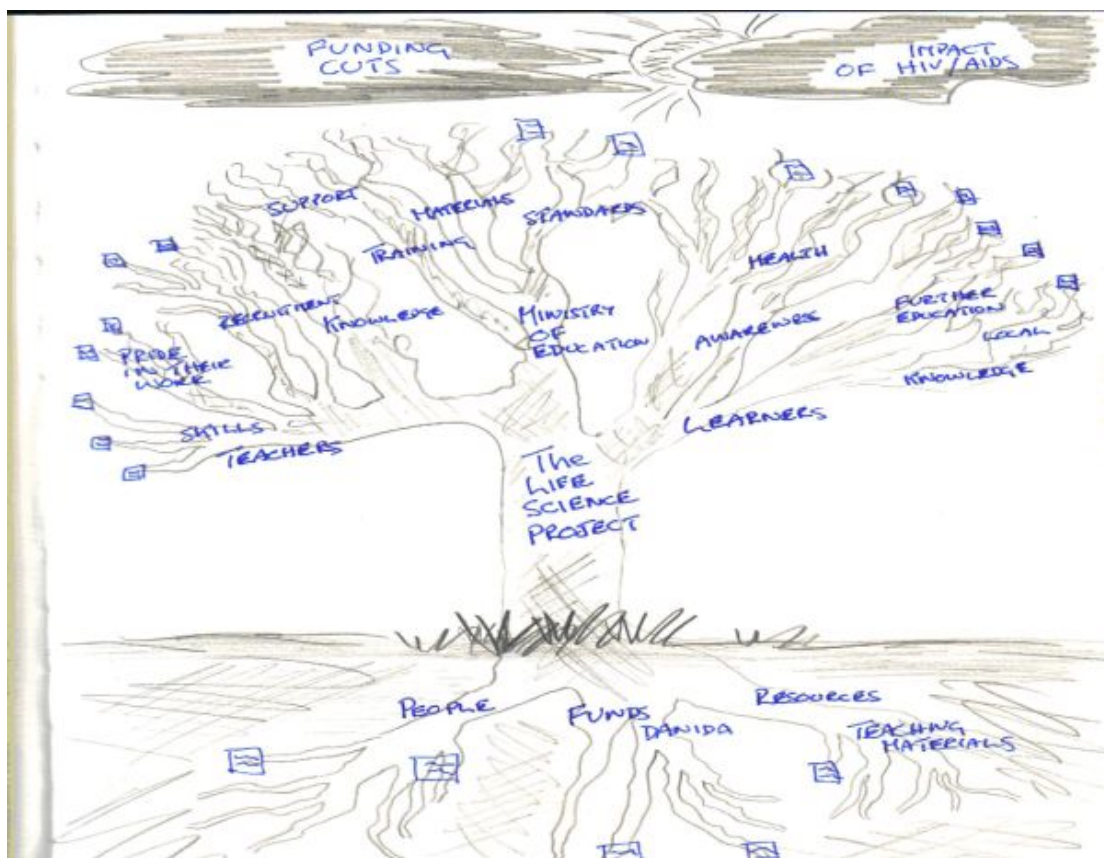 FUNDING
CUTS
IMPACT
OF HIV/AIDS
SUPPORT
MATERIALS
STANDARDS
TRAINING
HEALTH
RECRUITMENT
KNOWLEDGE
MINISTRY
OF
EDUCATION
AWARENESS
FURTHER
EDUCATION
LOCAL
KNOWLEDGE
PRIDE
IN THEIR
WORK
SKILLS
TEACHERS
LEARNERS
The
LIFE
SCIENCE
PROJECT
PEOPLE
FUNDS
DANIDA
RESOURCES
TEACHING
MATERIALS